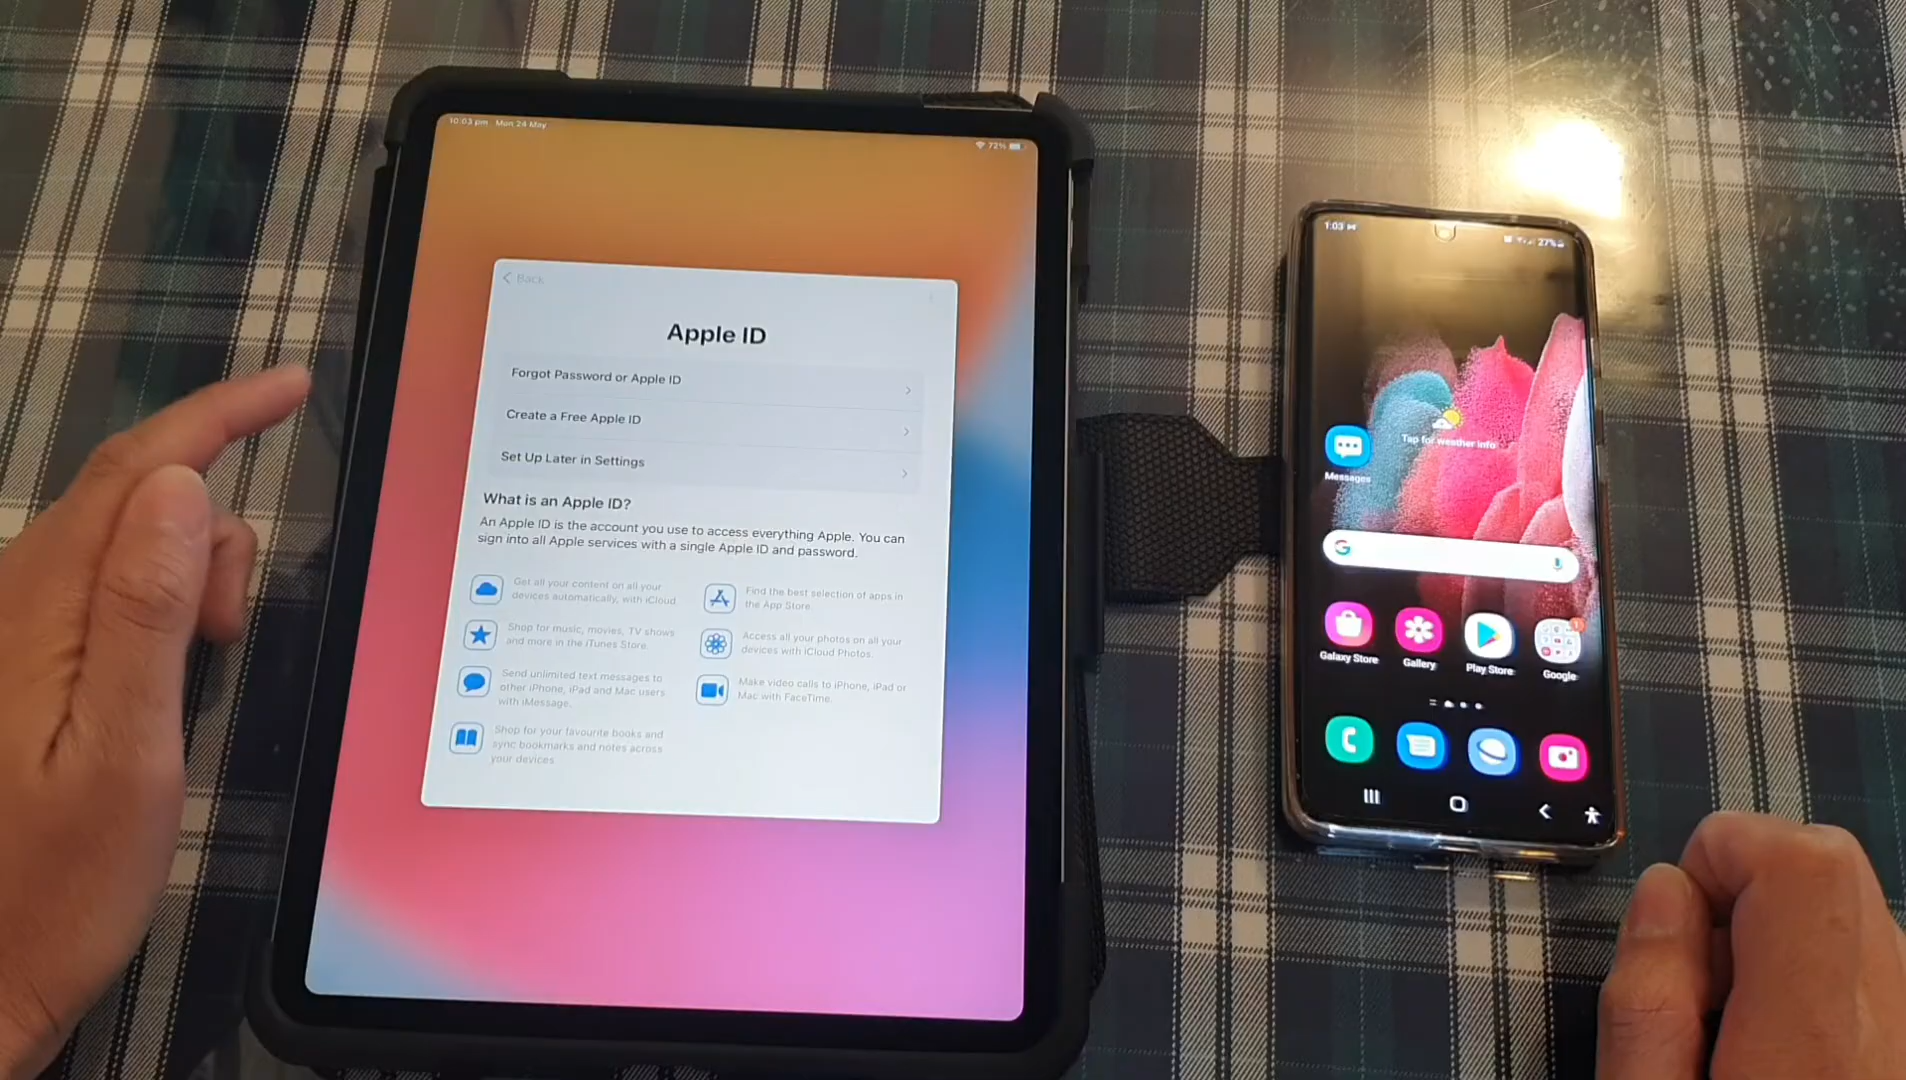 10:03 pm Mon 24 May
72%
Back
Apple ID
Forgot Password or Apple ID
Create a Free Apple ID
Set Up Later in Settings
What is an Apple ID?
An Apple ID is the account you use to access everything Apple. You can
sign into all Apple services with a single Apple ID and password.
Get all your content on all your
devices automatically, with iCloud.
Find the best selection of apps in
the App Store.
Shop for music, movies, TV shows
and more in the iTunes Store.
Access all your photos on all your
devices with iCloud Photos.
Send unlimited text messages to
other iPhone, iPad and Mac users
with iMessage.
Make video calls to iPhone, iPad or
Mac with FaceTime.
Shop for your favourite books and
sync bookmarks and notes across
your devices.
1:03
27%
Tap for weather info
Messages
G
Galaxy Store
Gallery
Play Store
Google
1